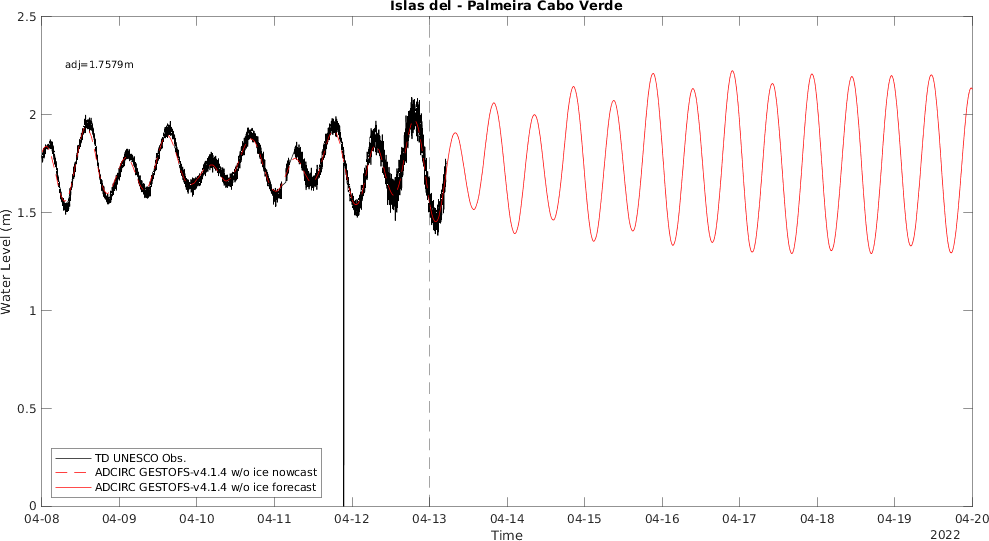 Islas del - Palmeira Cabo Verde
adj=1.7579m
2.5
2
1.5
1
0.5
0
Water Level (m)
TD UNESCO Obs.
ADCIRC GESTOFS-v4.1.4 w/o ice nowcast
ADCIRC GESTOFS-v4.1.4 w/o ice forecast
04-08 04-09 04-10 04-11 04-12 04-13 04-14 04-15 04-16 04-17 04-18 04-19 04-20
Time
2022